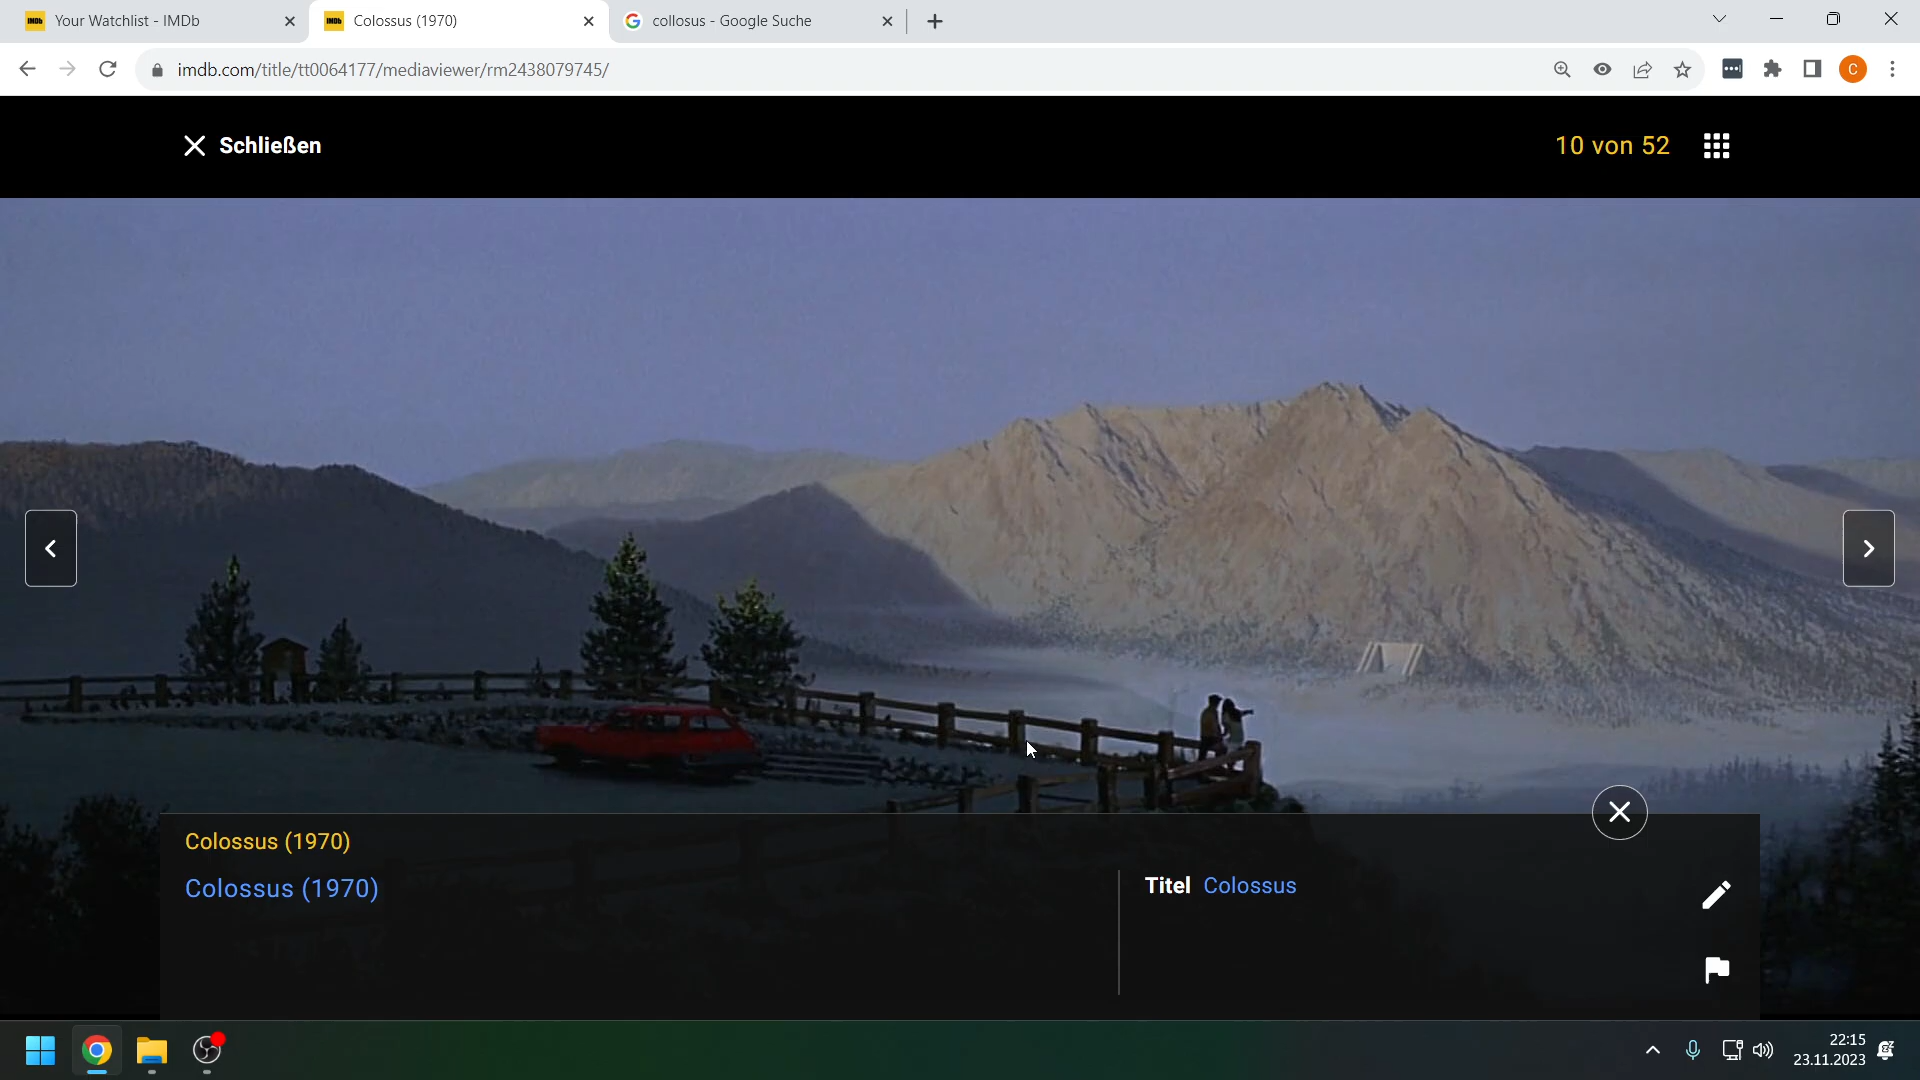 Your Watchlist - IMDb
Colossus (1970)
collosus - Google Suche
imdb.com/title/tt0064177/mediaviewer/rm2438079745/
C
Schließen
10 von 52
Colossus (1970)
Colossus (1970)
Titel Colossus
22:15
23.11.2023